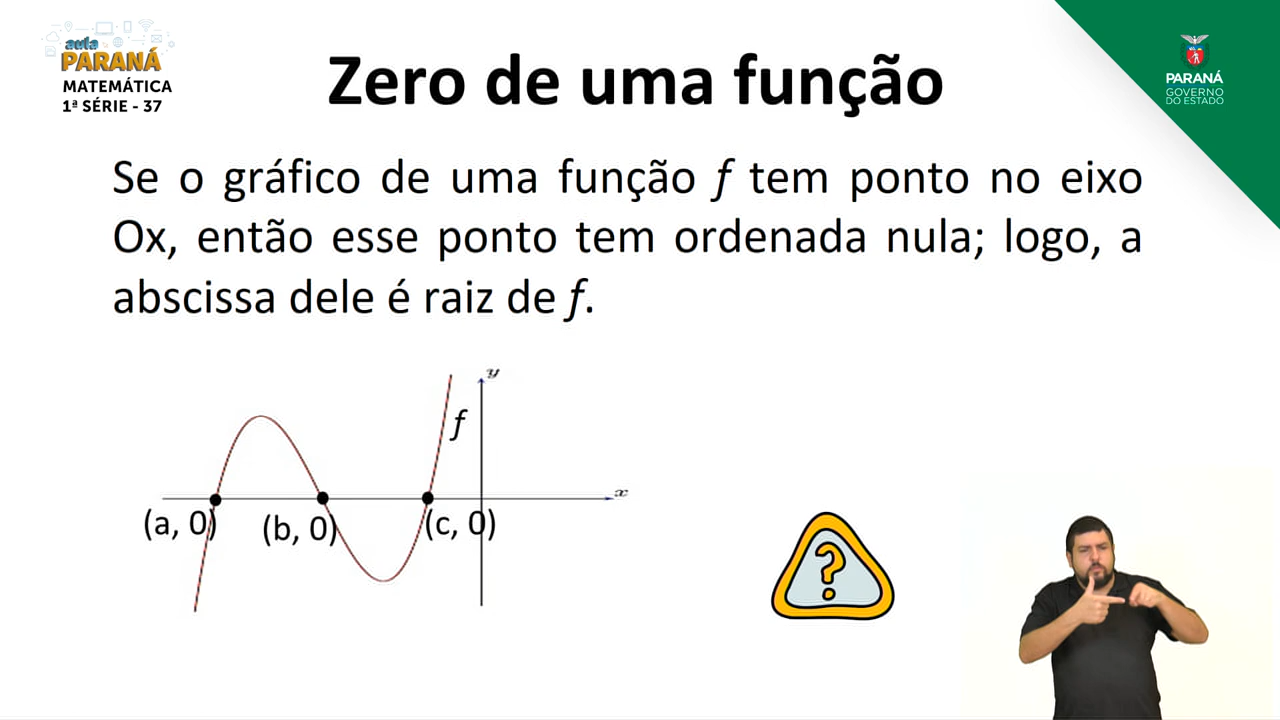 aula
PARANÁ
MATEMÁTICA
1ª SÉRIE - 37
Zero de uma função
PARANÁ
GOVERNO
DO ESTADO
Se o gráfico de uma função f tem ponto no eixo
Ox, então esse ponto tem ordenada nula; logo, a
abscissa dele é raiz de f.
y
f
x
(a, 0) (b, 0) (c, 0)
?